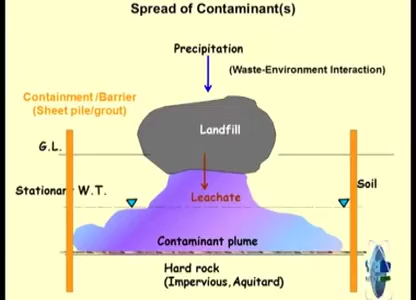 Spread of Contaminant(s)
Precipitation
(Waste-Environment Interaction)
Containment /Barrier
(Sheet pile/grout)
Landfill
G.L.
Stationary W.T.
Soil
Leachate
Contaminant plume
Hard rock
(Impervious, Aquitard)